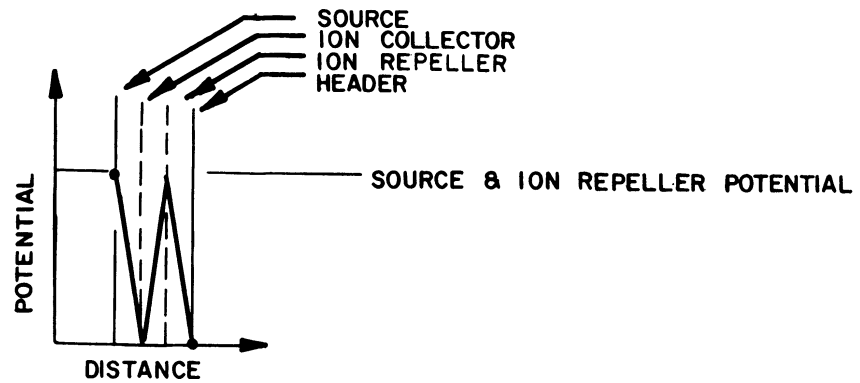 SOURCE
ION COLLECTOR
ION REPELLER
HEADER
SOURCE & ION REPELLER POTENTIAL
POTENTIAL
DISTANCE